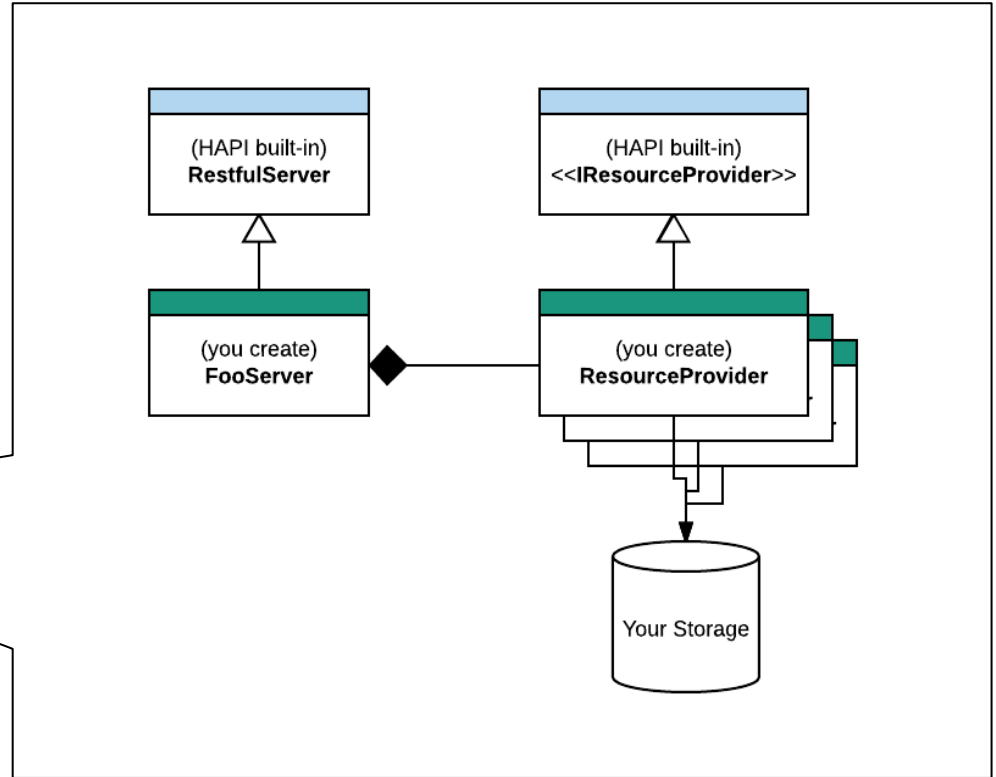 (HAPI built-in)
RestfulServer
(HAPI built-in)
<<IResourceProvider>>
(you create)
FooServer
(you create)
ResourceProvider
Your Storage